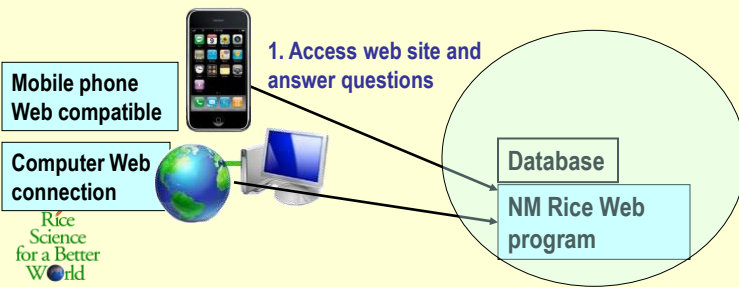 1. Access web site and
answer questions
Mobile phone
Web compatible
Computer Web
connection
Database
NM Rice Web
program
Rice
Science
for a Better
World